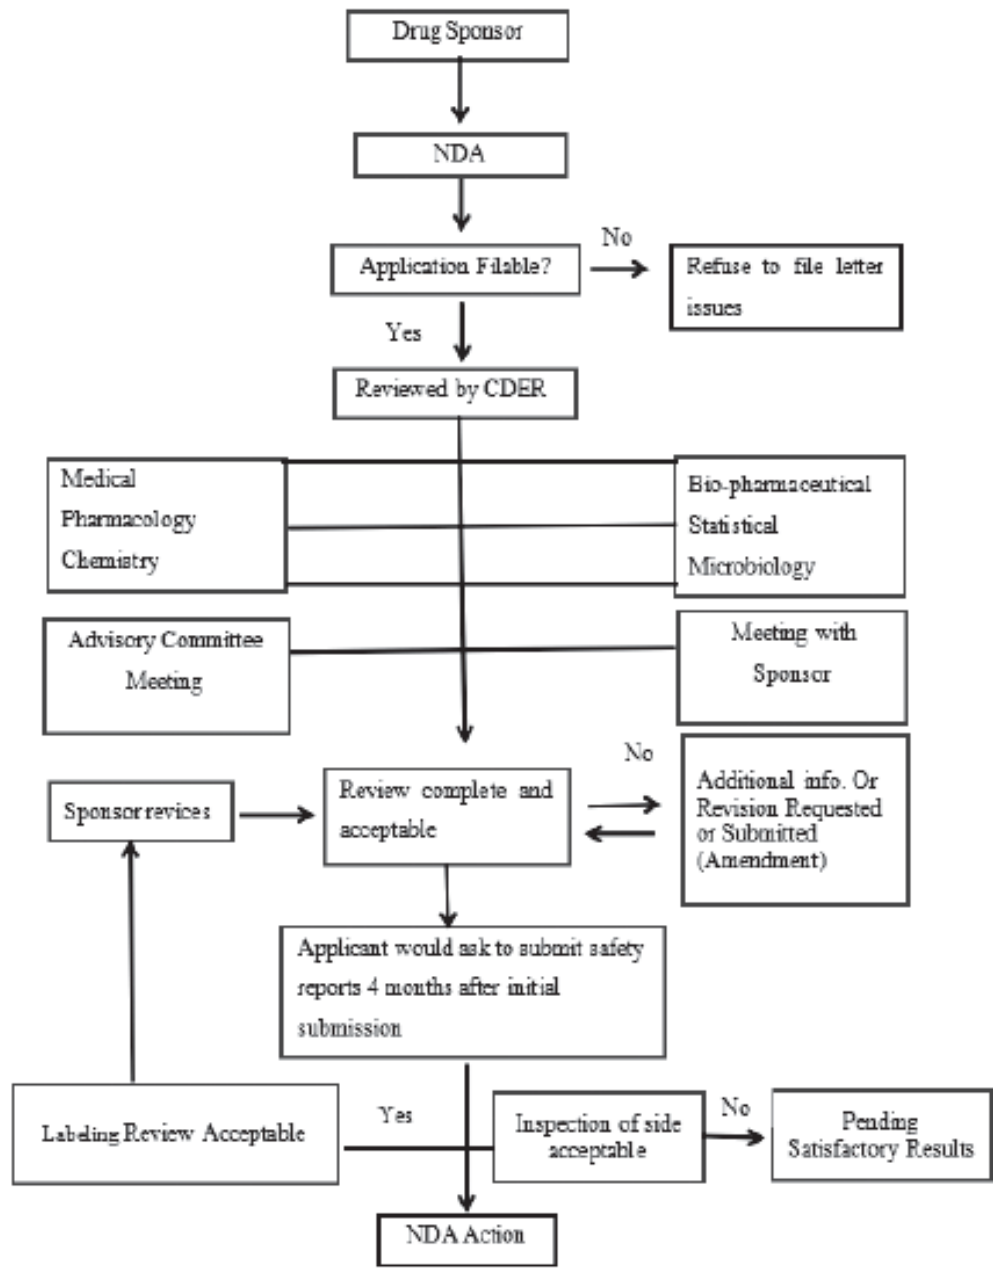 Drug Sponsor
NDA
Application Filable?
No
Refuse to file letter
issues
Yes
Reviewed by CDER
Medical
Pharmacology
Chemistry
Bio-pharmaceutical
Statistical
Microbiology
Advisory Committee
Meeting
Meeting with
Sponsor
No
Sponsor revices
Review complete and
acceptable
Additional info. Or
Revision Requested
or Submitted
(Amendment)
Applicant would ask to submit safety
reports 4 months after initial
submission
Labeling Review Acceptable
Yes
Inspection of side
acceptable
No
Pending
Satisfactory Results
NDA Action